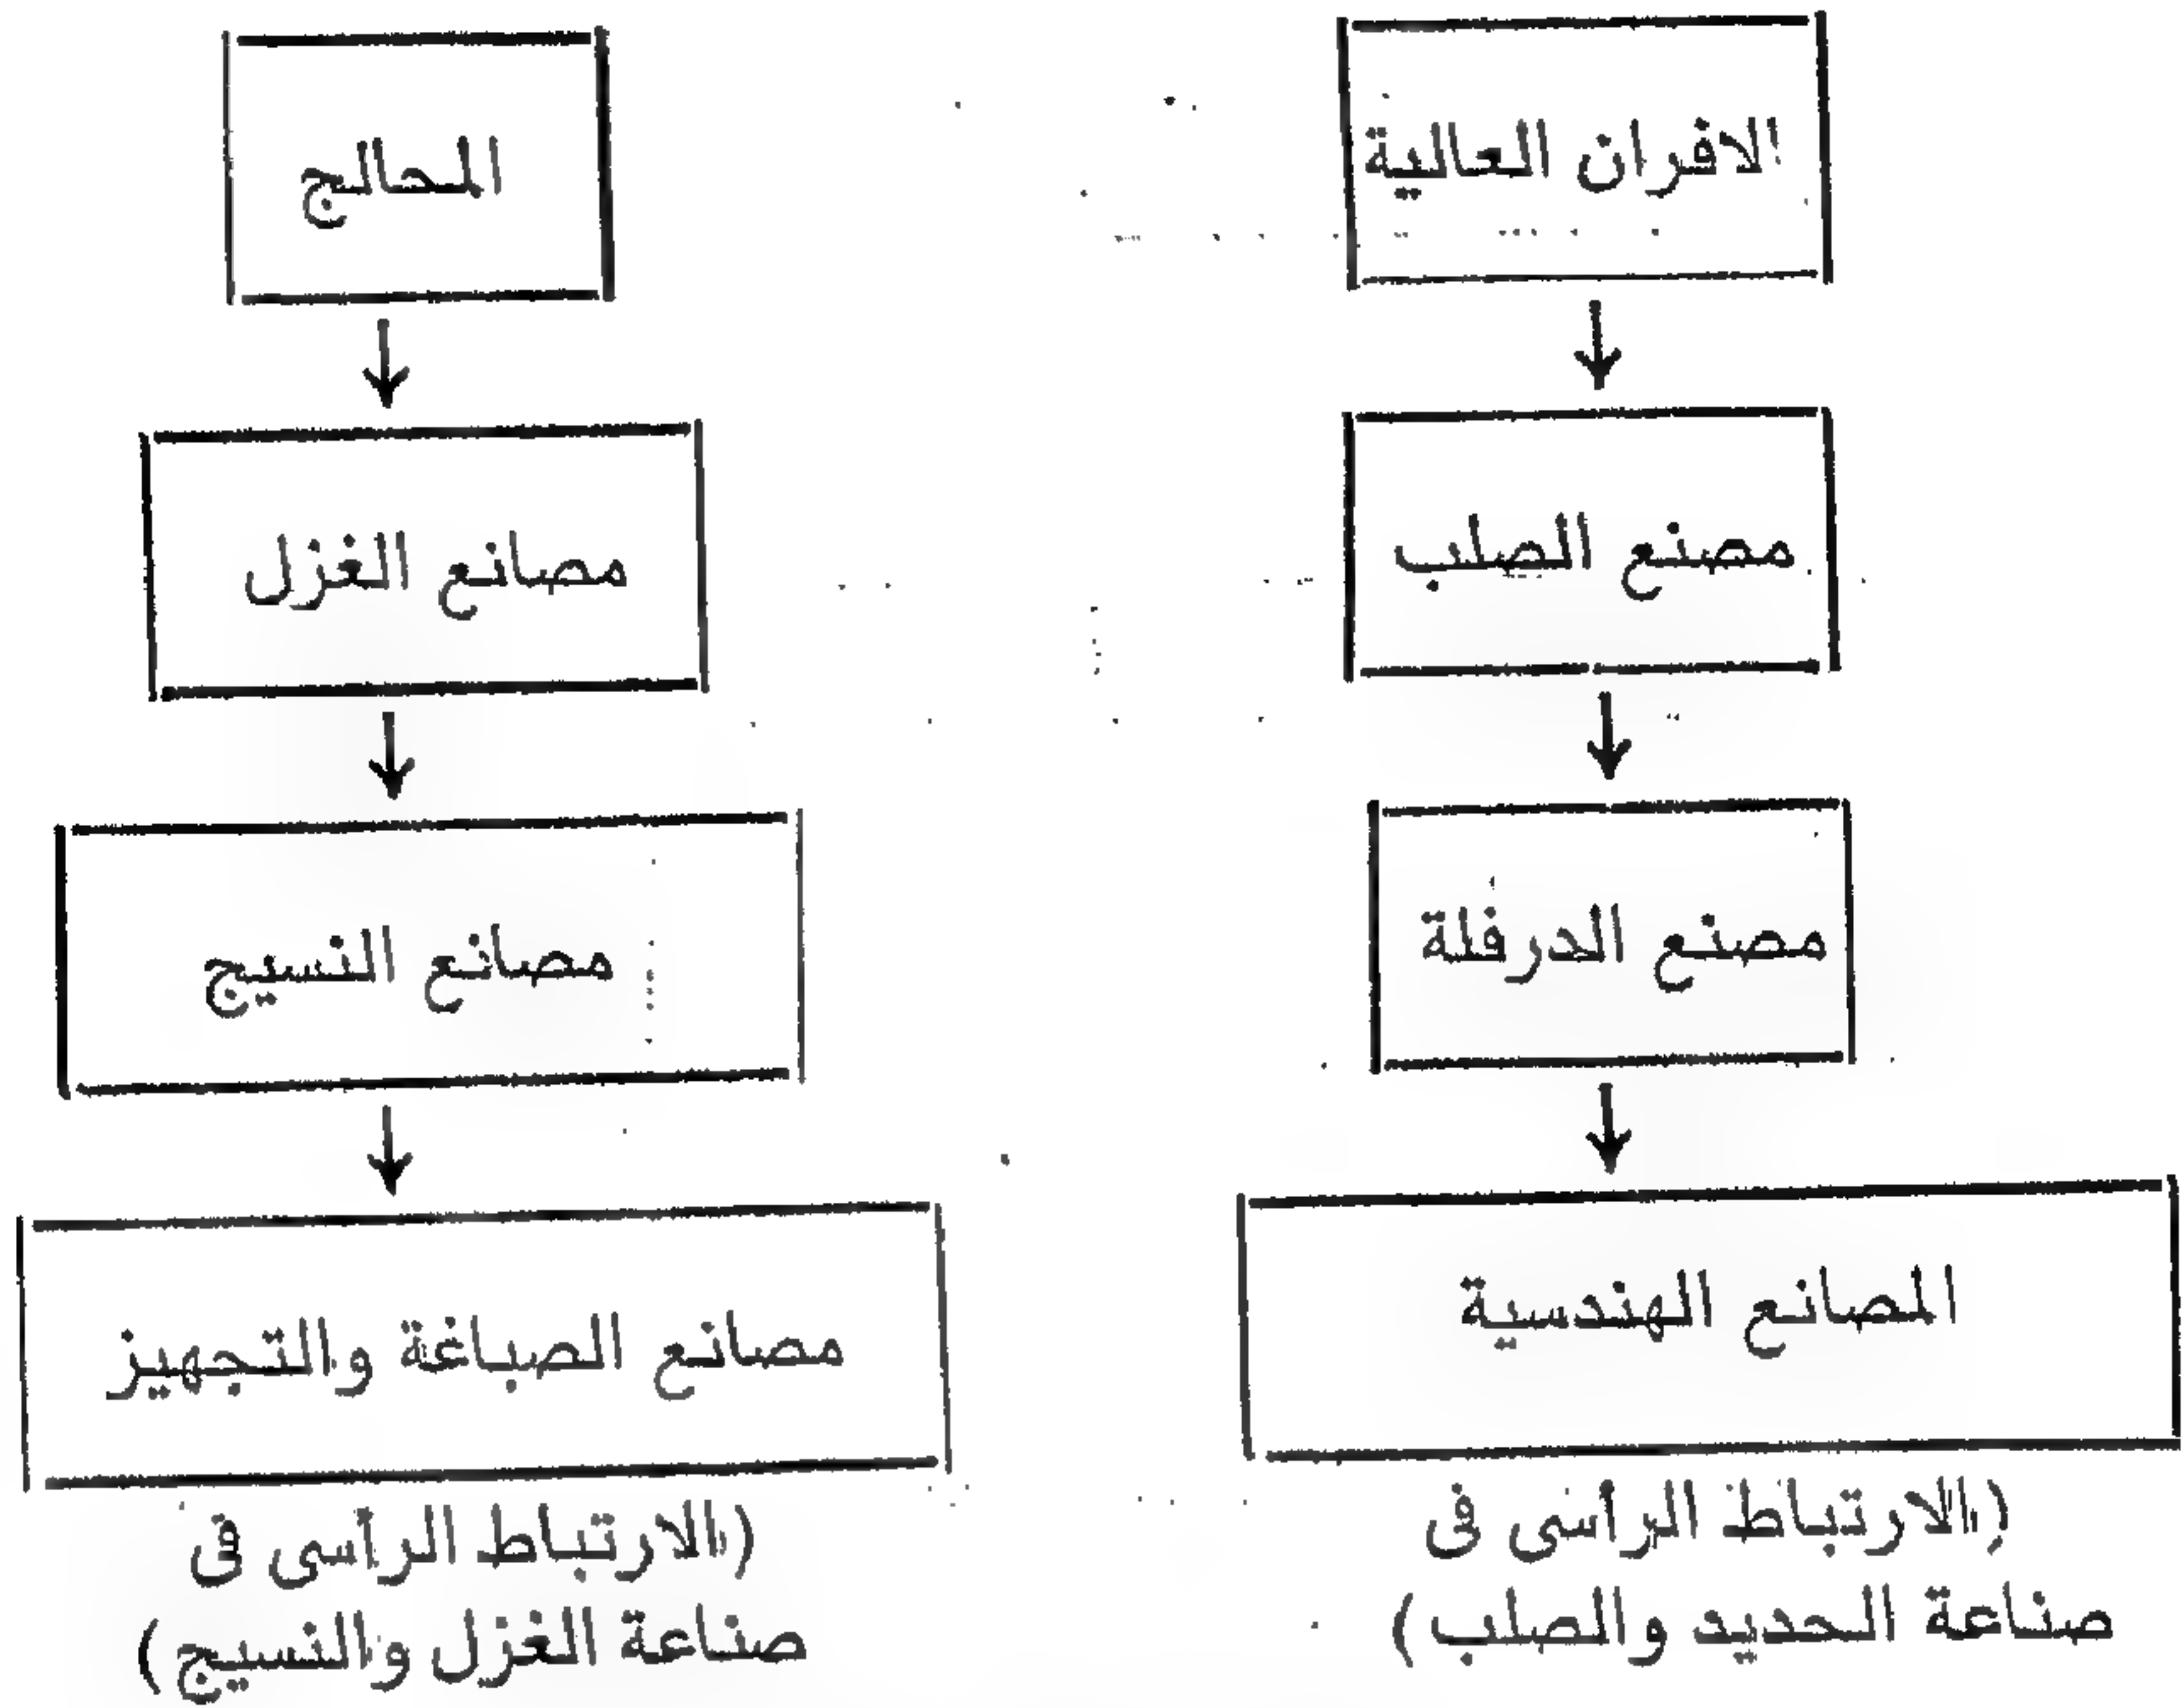 الافران العالية
مصنع الصلب
مصنع الدرفلة
المصانع الهندسية
(الارتباط الرأسى فى
صناعة الحديد والصلب)
المحالج
مصانع الغزل
مصانع النسيج
مصانع الصباغة والتجهيز
(الارتباط الرأسى فى
صناعة الغزل والنسيج)